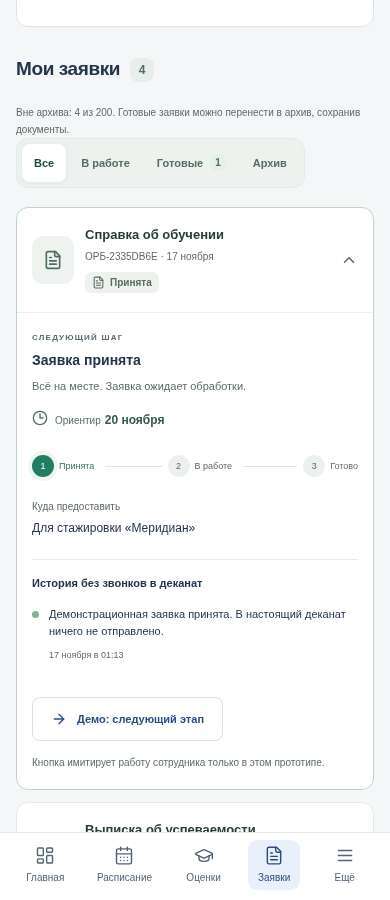 Мои заявки 4
Вне архива: 4 из 200. Готовые заявки можно перенести в архив, сохранив
документы.
Все В работе Готовые 1 Архив
Справка об обучении
ОРБ-2335DB6E · 17 ноября
Принята
СЛЕДУЮЩИЙ ШАГ
Заявка принята
Всё на месте. Заявка ожидает обработки.
Ориентир 20 ноября
1 Принята 2 В работе 3 Готово
Куда предоставить
Для стажировки «Меридиан»
История без звонков в деканат
Демонстрационная заявка принята. В настоящий деканат
ничего не отправлено.
17 ноября в 01:13
Демо: следующий этап
Кнопка имитирует работу сотрудника только в этом прототипе.
Выписка об успеваемости
Главная Расписание Оценки Заявки Ещё